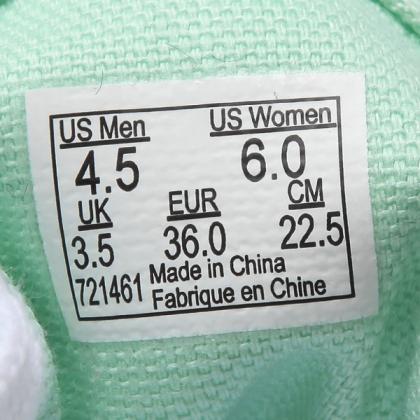 US Men US Women
4.5 6.0
UK EUR CM
3.5 36.0 22.5
721461 Made in China
Fabrique en Chine